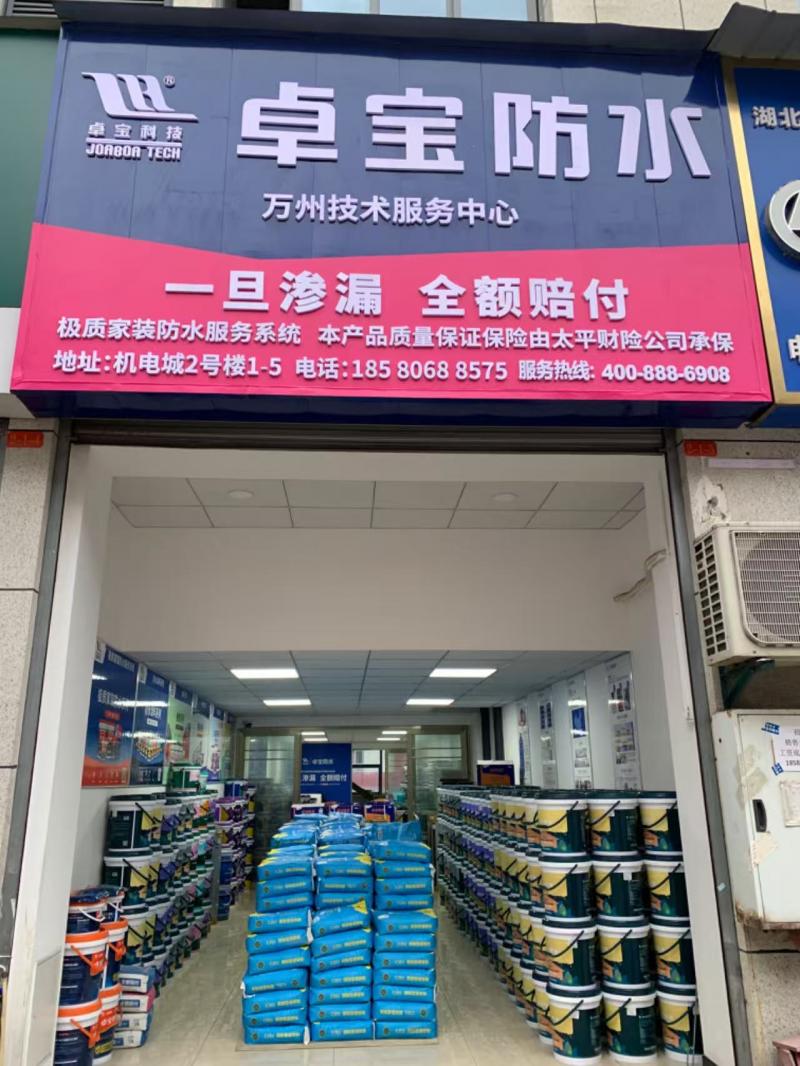 卓宝科技®
JOABOA TECH
卓宝防水
万州技术服务中心
一旦渗漏 全额赔付
极质家装防水服务系统 本产品质量保证保险由太平财险公司承保
地址:机电城2号楼1-5 电话:185 8068 8575 服务热线: 400-888-6908
湖北
卓宝防水
渗漏 全额赔付